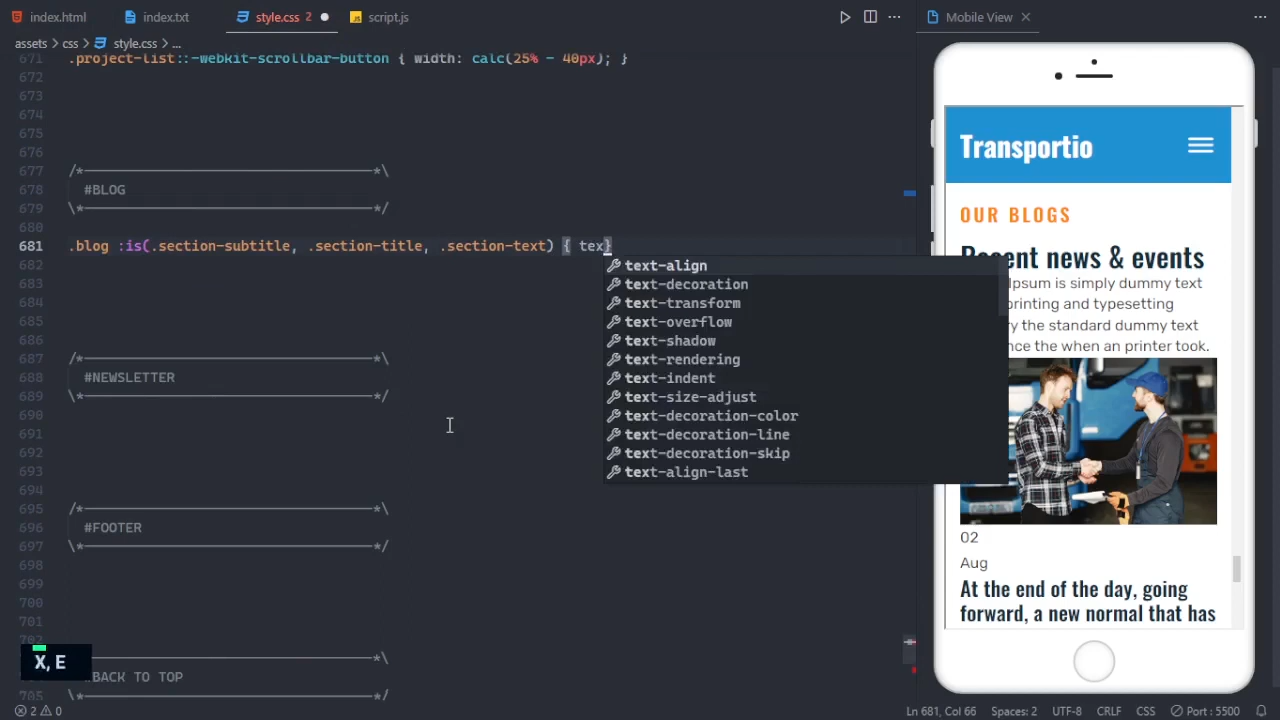 index.html
index.txt
style.css 2
script.js
Mobile View
assets > css > style.css > ...
671 .project-list::-webkit-scrollbar-button { width: calc(25% - 40px); }
672
673
674
675
676
677 /*-----------------------------------*\
678 #BLOG
679 \*-----------------------------------*/
680
681 .blog :is(.section-subtitle, .section-title, .section-text) { tex}
682
683
684
685
686
687 /*-----------------------------------*\
688 #NEWSLETTER
689 \*-----------------------------------*/
690
691
692
693
694
695 /*-----------------------------------*\
696 #FOOTER
697 \*-----------------------------------*/
698
699
700
701
702
*\
#BACK TO TOP
705 \*-----------------------------------*/
text-align
text-decoration
text-transform
text-overflow
text-shadow
text-rendering
text-indent
text-size-adjust
text-decoration-color
text-decoration-line
text-decoration-skip
text-align-last
X, E
Transportio
OUR BLOGS
Recent news & events
Ipsum is simply dummy text
printing and typesetting
ry the standard dummy text
nce the when an printer took.
02
Aug
At the end of the day, going
forward, a new normal that has
2 0
Ln 681, Col 66
Spaces: 2
UTF-8
CRLF
CSS
Port : 5500